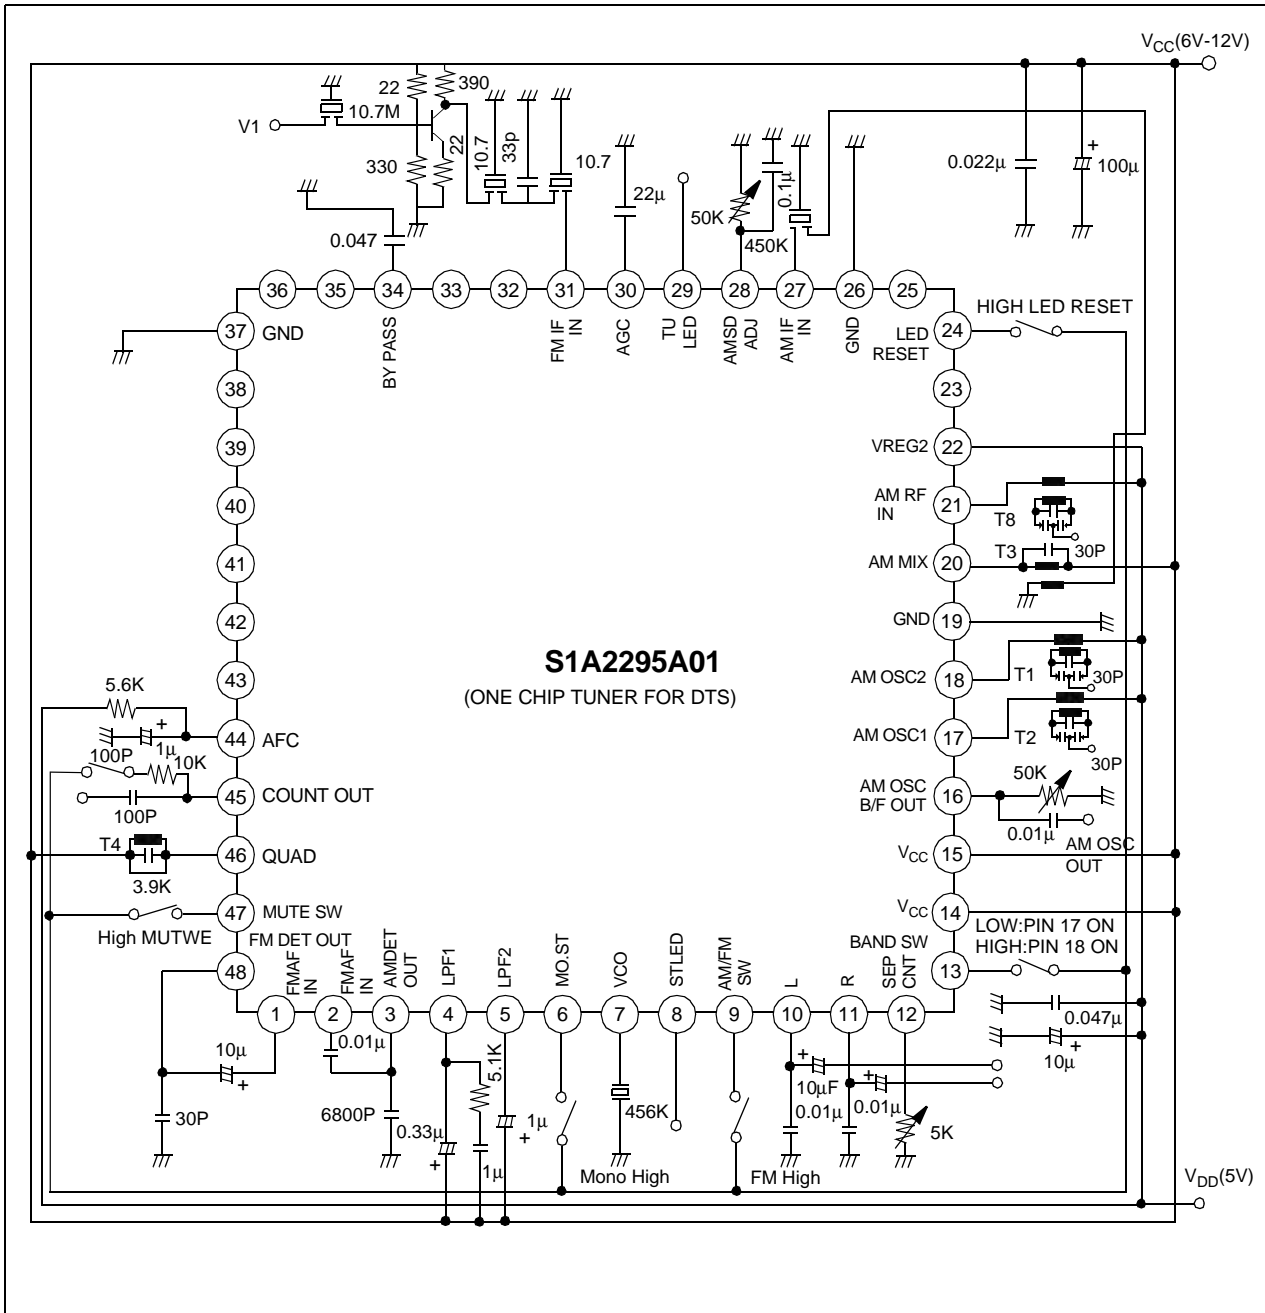 V_CC(6V-12V)
22
390
10.7M
V1
330
22
10.7
33p
10.7
0.047
22μ
50K
0.1μ
450K
0.022μ
+
100μ
36
35
34
33
32
31
30
29
28
27
26
25
BY PASS
FM IF IN
AGC
TU LED
AMSD ADJ
AM IF IN
GND
37
GND
38
39
40
41
42
43
44
AFC
45
COUNT OUT
46
QUAD
47
MUTE SW
48
FM DET OUT
5.6K
+
1μ
100P
10K
100P
T4
3.9K
High MUTWE
S1A2295A01
(ONE CHIP TUNER FOR DTS)
HIGH LED RESET
LED RESET
24
23
VREG2
22
AM RF IN
21
T8
30P
AM MIX
20
T3
GND
19
AM OSC2
18
T1
30P
AM OSC1
17
T2
30P
AM OSC B/F OUT
16
50K
0.01μ
AM OSC OUT
V_CC
15
V_CC
14
LOW:PIN 17 ON
HIGH:PIN 18 ON
BAND SW
13
0.047μ
10μ
+
FMAF IN
FMAF IN
AMDET OUT
LPF1
LPF2
MO.ST
VCO
STLED
AM/FM SW
L
R
SEP CNT
1
2
3
4
5
6
7
8
9
10
11
12
10μ
+
30P
0.01μ
6800P
0.33μ
+
5.1K
1μ
1μ
+
Mono High
456K
FM High
+
10μF
+
0.01μ
0.01μ
5K
V_DD(5V)